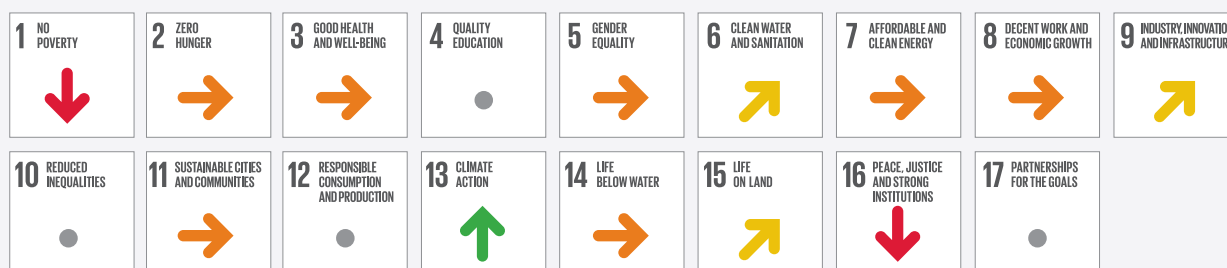 1 NO
POVERTY
2 ZERO
HUNGER
3 GOOD HEALTH
AND WELL-BEING
4 QUALITY
EDUCATION
5 GENDER
EQUALITY
6 CLEAN WATER
AND SANITATION
7 AFFORDABLE AND
CLEAN ENERGY
8 DECENT WORK AND
ECONOMIC GROWTH
9 INDUSTRY, INNOVATIO
AND INFRASTRUCTUR
10 REDUCED
INEQUALITIES
11 SUSTAINABLE CITIES
AND COMMUNITIES
12 RESPONSIBLE
CONSUMPTION
AND PRODUCTION
13 CLIMATE
ACTION
14 LIFE
BELOW WATER
15 LIFE
ON LAND
16 PEACE, JUSTICE
AND STRONG
INSTITUTIONS
17 PARTNERSHIPS
FOR THE GOALS